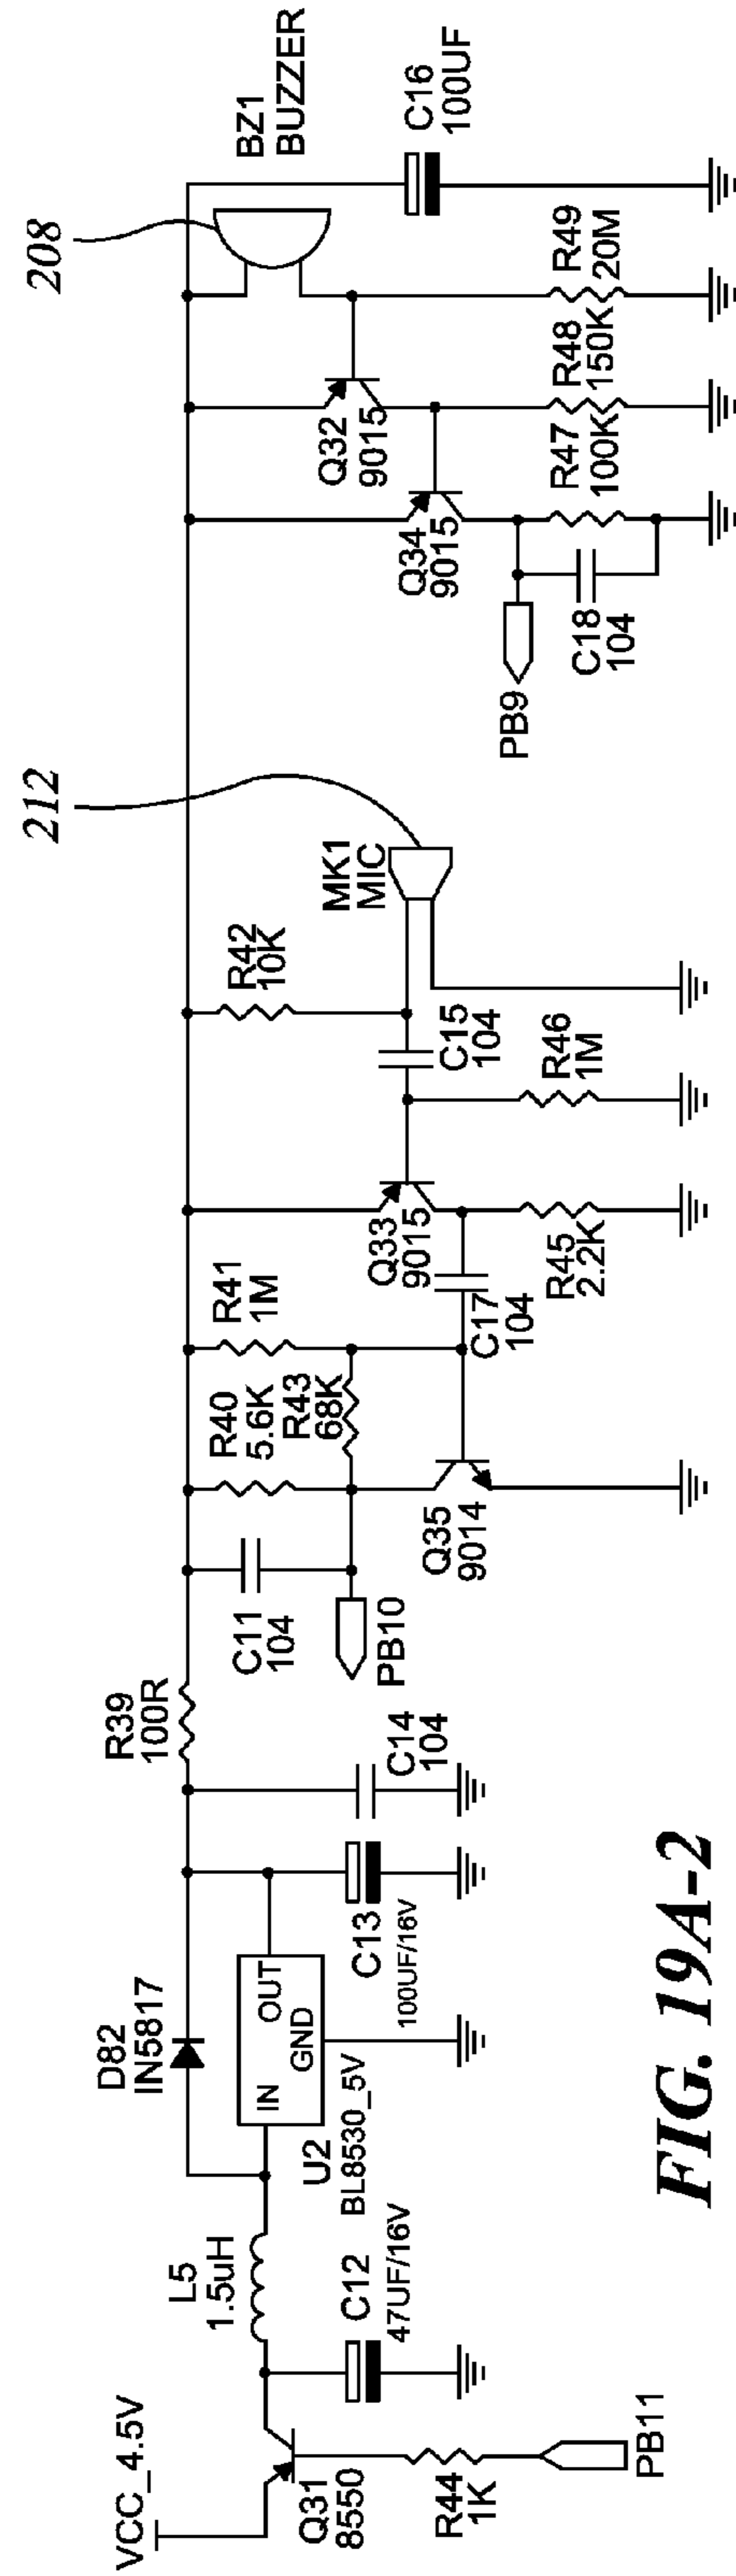 VCC_4.5V
Q31
8550
R44
1K
PB11
L5
1.5uH
C12
47UF/16V
D82
IN5817
IN
OUT
GND
U2
BL8530_5V
C13
100UF/16V
C14
104
R39
100R
C11
104
PB10
R40
5.6K
R43
68K
R41
1M
Q35
9014
C17
104
Q33
9015
R45
2.2K
R42
10K
C15
104
R46
1M
MK1
MIC
212
PB9
C18
104
Q34
9015
R47
100K
Q32
9015
R48
150K
R49
20M
208
BZ1
BUZZER
C16
100UF
FIG. 19A-2